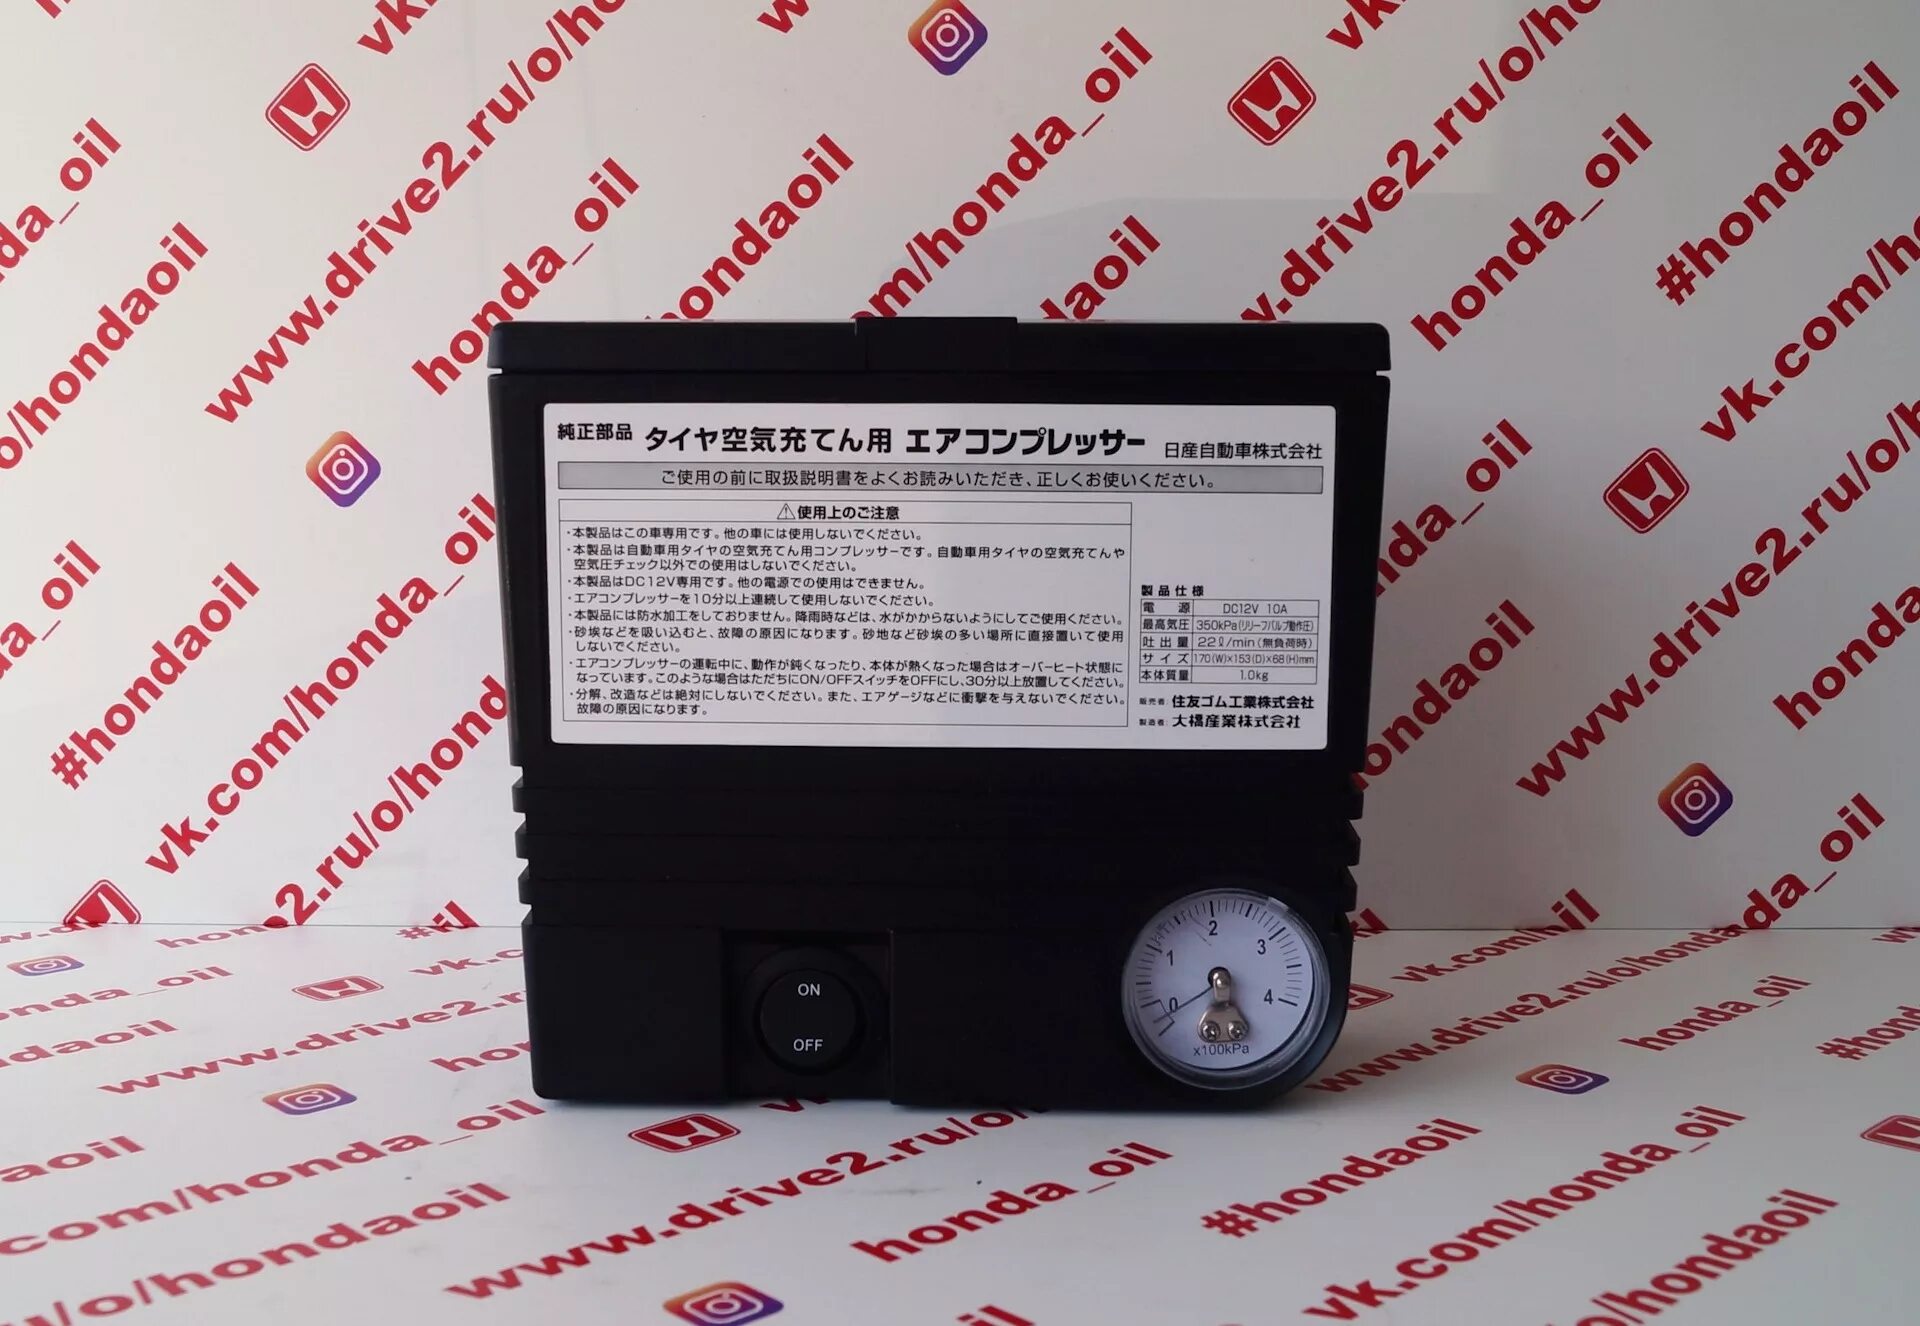 純正部品 タイヤ空気充てん用 エアコンプレッサー 日産自動車株式会社
ご使用の前に取扱説明書をよくお読みいただき、正しくお使いください。
⚠使用上のご注意
・本製品はこの車専用です。他の車には使用しないでください。
・本製品は自動車用タイヤの空気充てん用コンプレッサーです。自動車用タイヤの空気充てんや
空気圧チェック以外での使用はしないでください。
・本製品はDC12V専用です。他の電源での使用はできません。
・エアコンプレッサーを10分以上連続して使用しないでください。
・本製品には防水加工をしておりません。降雨時などは、水がかからないようにしてご使用ください。
・砂埃などを吸い込むと、故障の原因になります。砂地など砂埃の多い場所に直接置いて使用
しないでください。
・エアコンプレッサーの運転中に、動作が鈍くなったり、本体が熱くなった場合はオーバーヒート状態に
なっています。このような場合はただちにON/OFFスイッチをOFFにし、30分以上放置してください。
・分解、改造などは絶対にしないでください。また、エアゲージなどに衝撃を与えないでください。
故障の原因になります。
製品仕様
電源 DC12V 10A
最高気圧 350kPa(リリーフバルブ動作圧)
吐出量 22ℓ/min(無負荷時)
サイズ 170(W)×153(D)×68(H)mm
本体質量 1.0kg
販売者: 住友ゴム工業株式会社
製造者: 大橋産業株式会社
ON
OFF
0 1 2 3 4
x100kPa
honda_oil
#hondaoil
www.drive2.ru/o/hondaoil
vk.com/honda_oil